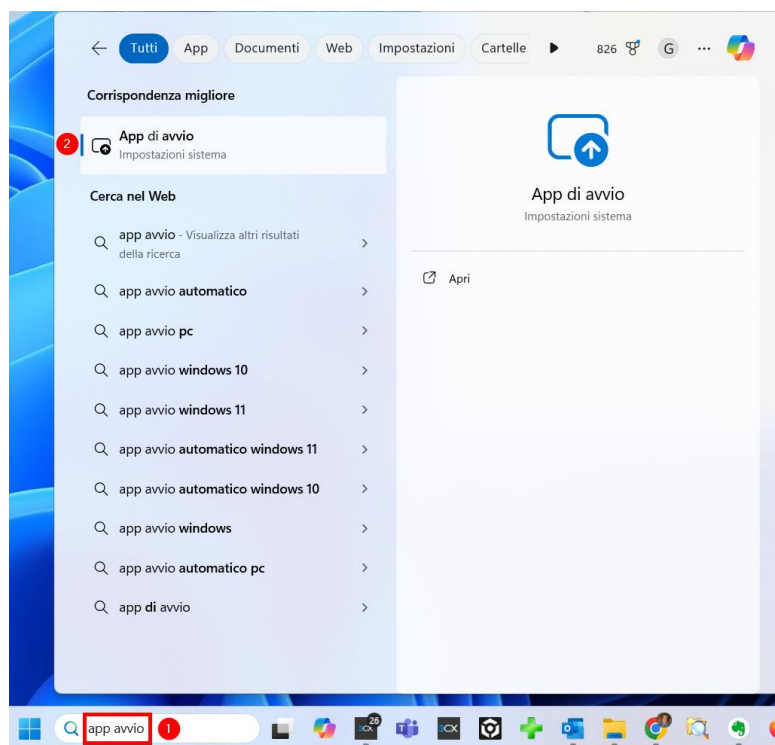 Tutti App Documenti Web Impostazioni Cartelle 826 G ...
Corrispondenza migliore
2
App di avvio
Impostazioni sistema
App di avvio
Impostazioni sistema
Apri
Cerca nel Web
app avvio - Visualizza altri risultati
della ricerca
app avvio automatico
app avvio pc
app avvio windows 10
app avvio windows 11
app avvio automatico windows 11
app avvio automatico windows 10
app avvio windows
app avvio automatico pc
app di avvio
app avvio 1 3CX 26 3CX